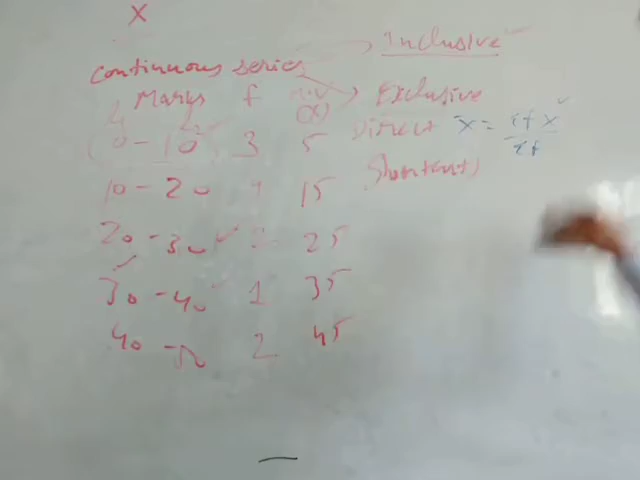 X
Inclusive
continuous series
Marks f (X) Exclusive
0 - 10 3 5 Direct x̄ = Σf x / Σf
10 - 20 15 Shortcut
20 - 30 25
30 - 40 1 35
40 - 50 2 45